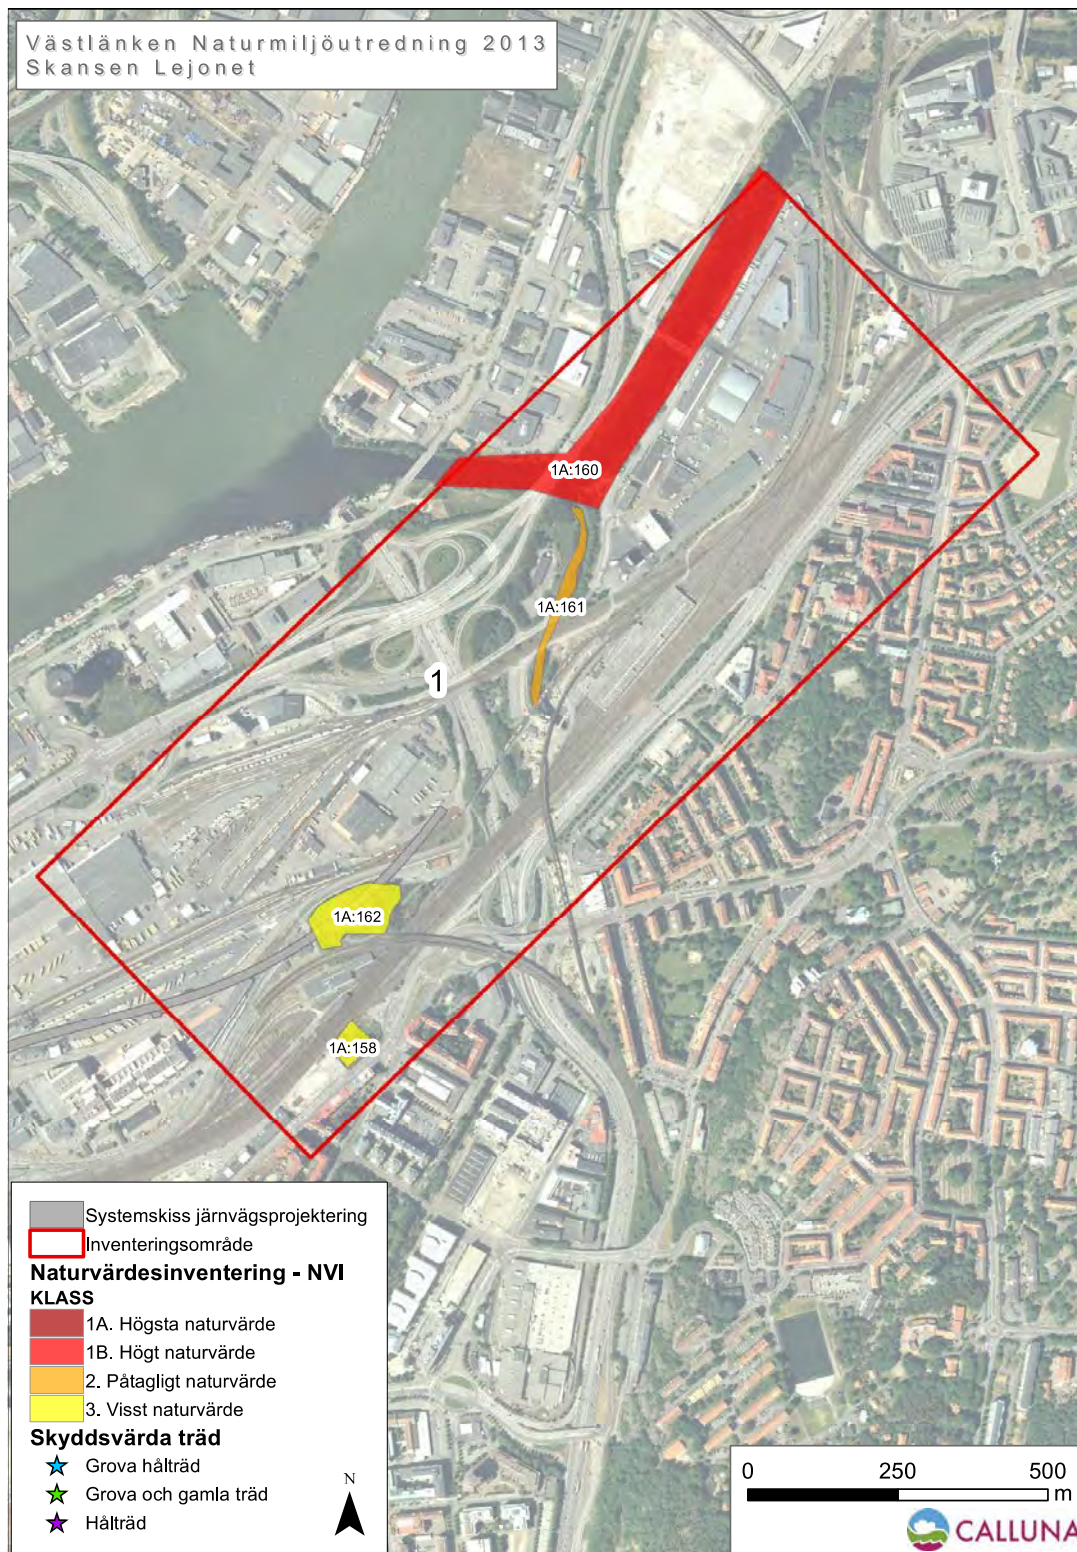 Västlänken Naturmiljöutredning 2013
Skansen Lejonet
1A:160
1A:161
1
1A:162
1A:158
Systemskiss järnvägsprojektering
Inventeringsområde
Naturvärdesinventering - NVI
KLASS
1A. Högsta naturvärde
1B. Högt naturvärde
2. Påtagligt naturvärde
3. Visst naturvärde
Skyddsvärda träd
Grova hålträd
Grova och gamla träd
Hålträd
N
0 250 500
m
CALLUNA